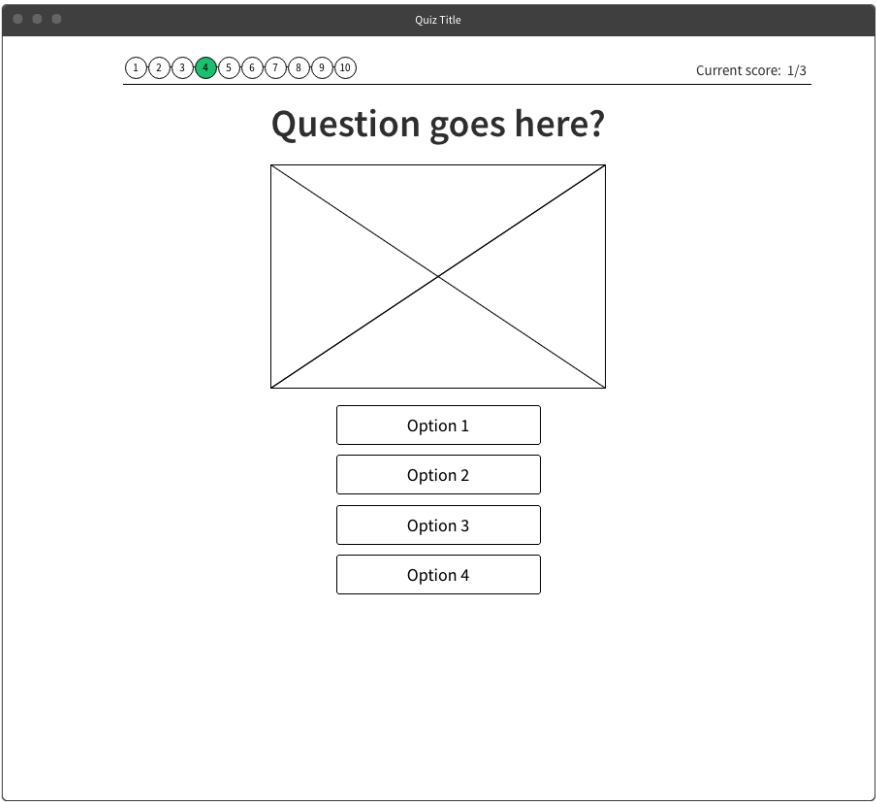 Quiz Title
1 2 3 4 5 6 7 8 9 10
Current score: 1/3
Question goes here?
Option 1
Option 2
Option 3
Option 4